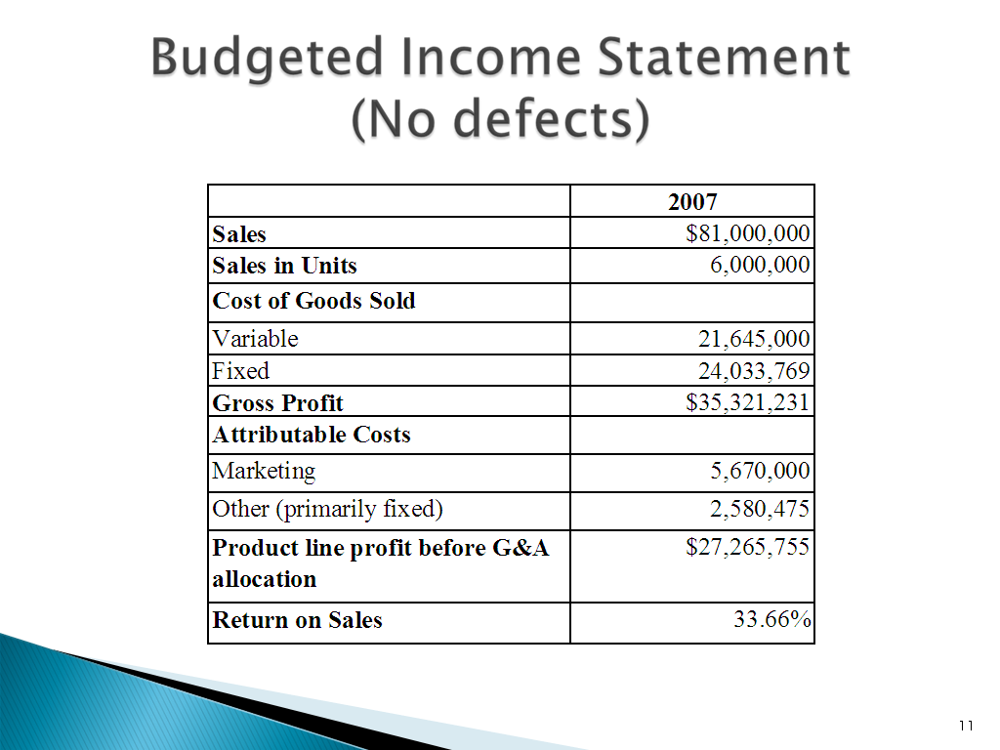 Budgeted Income Statement
(No defects)
2007
Sales $81,000,000
Sales in Units 6,000,000
Cost of Goods Sold
Variable 21,645,000
Fixed 24,033,769
Gross Profit $35,321,231
Attributable Costs
Marketing 5,670,000
Other (primarily fixed) 2,580,475
Product line profit before G&A $27,265,755
allocation
Return on Sales 33.66%
11